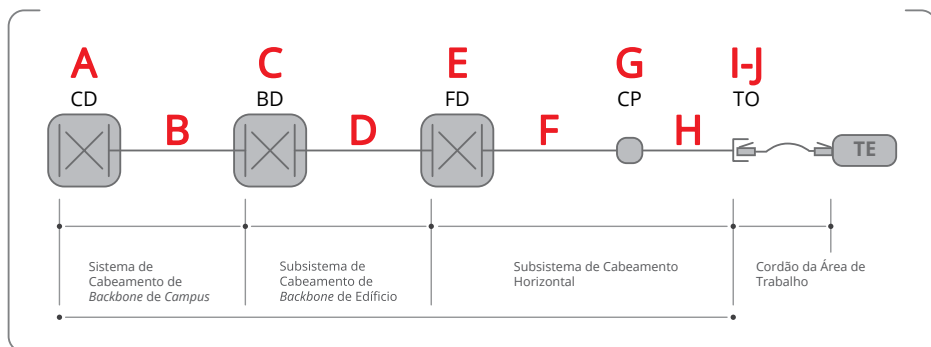 A C E G I-J
CD BD FD CP TO
B D F H
TE
Sistema de
Cabeamento de
Backbone de Campus
Subsistema de
Cabeamento de
Backbone de Edíficio
Subsistema de Cabeamento
Horizontal
Cordão da Área de
Trabalho